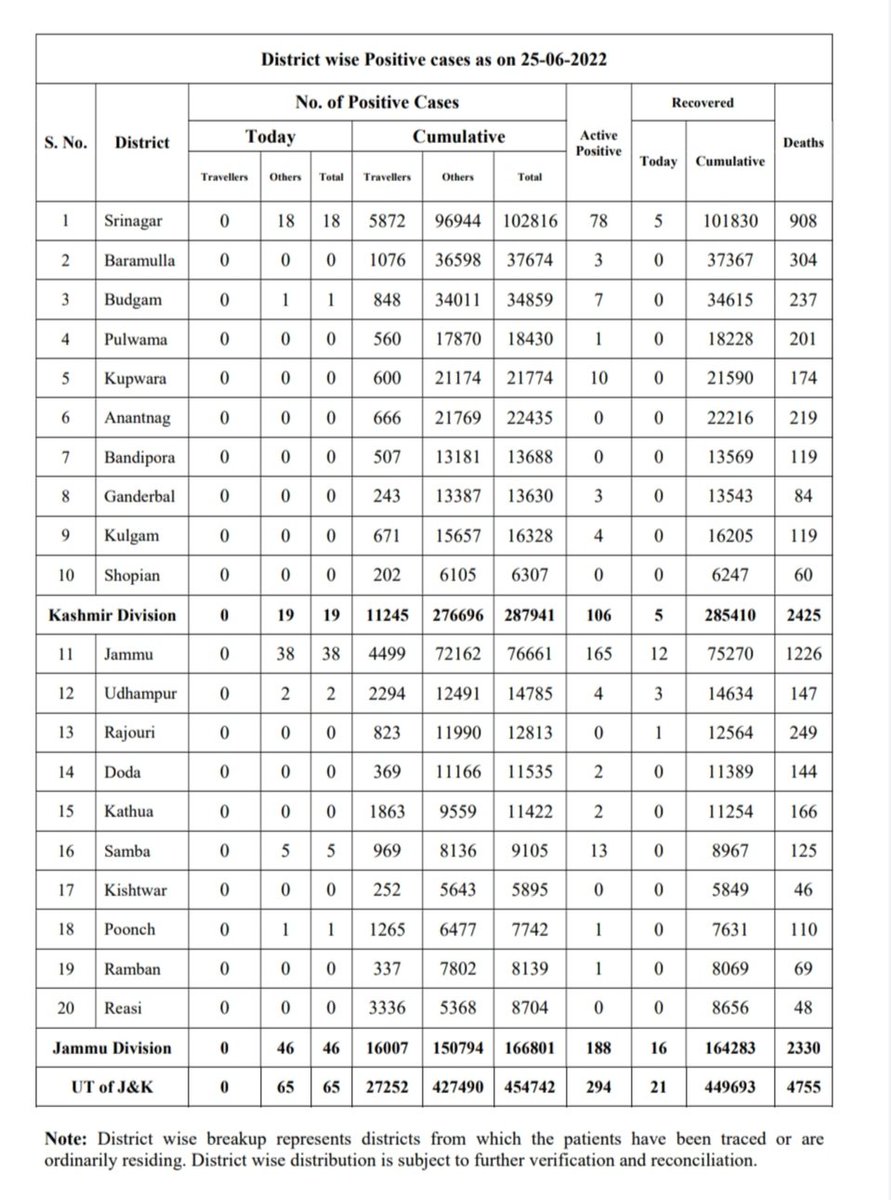 District wise Positive cases as on 25-06-2022
S. No. District No. of Positive Cases Active Positive Recovered Deaths
Today Cumulative Today Cumulative
Travellers Others Total Travellers Others Total
1 Srinagar 0 18 18 5872 96944 102816 78 5 101830 908
2 Baramulla 0 0 0 1076 36598 37674 3 0 37367 304
3 Budgam 0 1 1 848 34011 34859 7 0 34615 237
4 Pulwama 0 0 0 560 17870 18430 1 0 18228 201
5 Kupwara 0 0 0 600 21174 21774 10 0 21590 174
6 Anantnag 0 0 0 666 21769 22435 0 0 22216 219
7 Bandipora 0 0 0 507 13181 13688 0 0 13569 119
8 Ganderbal 0 0 0 243 13387 13630 3 0 13543 84
9 Kulgam 0 0 0 671 15657 16328 4 0 16205 119
10 Shopian 0 0 0 202 6105 6307 0 0 6247 60
Kashmir Division 0 19 19 11245 276696 287941 106 5 285410 2425
11 Jammu 0 38 38 4499 72162 76661 165 12 75270 1226
12 Udhampur 0 2 2 2294 12491 14785 4 3 14634 147
13 Rajouri 0 0 0 823 11990 12813 0 1 12564 249
14 Doda 0 0 0 369 11166 11535 2 0 11389 144
15 Kathua 0 0 0 1863 9559 11422 2 0 11254 166
16 Samba 0 5 5 969 8136 9105 13 0 8967 125
17 Kishtwar 0 0 0 252 5643 5895 0 0 5849 46
18 Poonch 0 1 1 1265 6477 7742 1 0 7631 110
19 Ramban 0 0 0 337 7802 8139 1 0 8069 69
20 Reasi 0 0 0 3336 5368 8704 0 0 8656 48
Jammu Division 0 46 46 16007 150794 166801 188 16 164283 2330
UT of J&K 0 65 65 27252 427490 454742 294 21 449693 4755
Note: District wise breakup represents districts from which the patients have been traced or are
ordinarily residing. District wise distribution is subject to further verification and reconciliation.